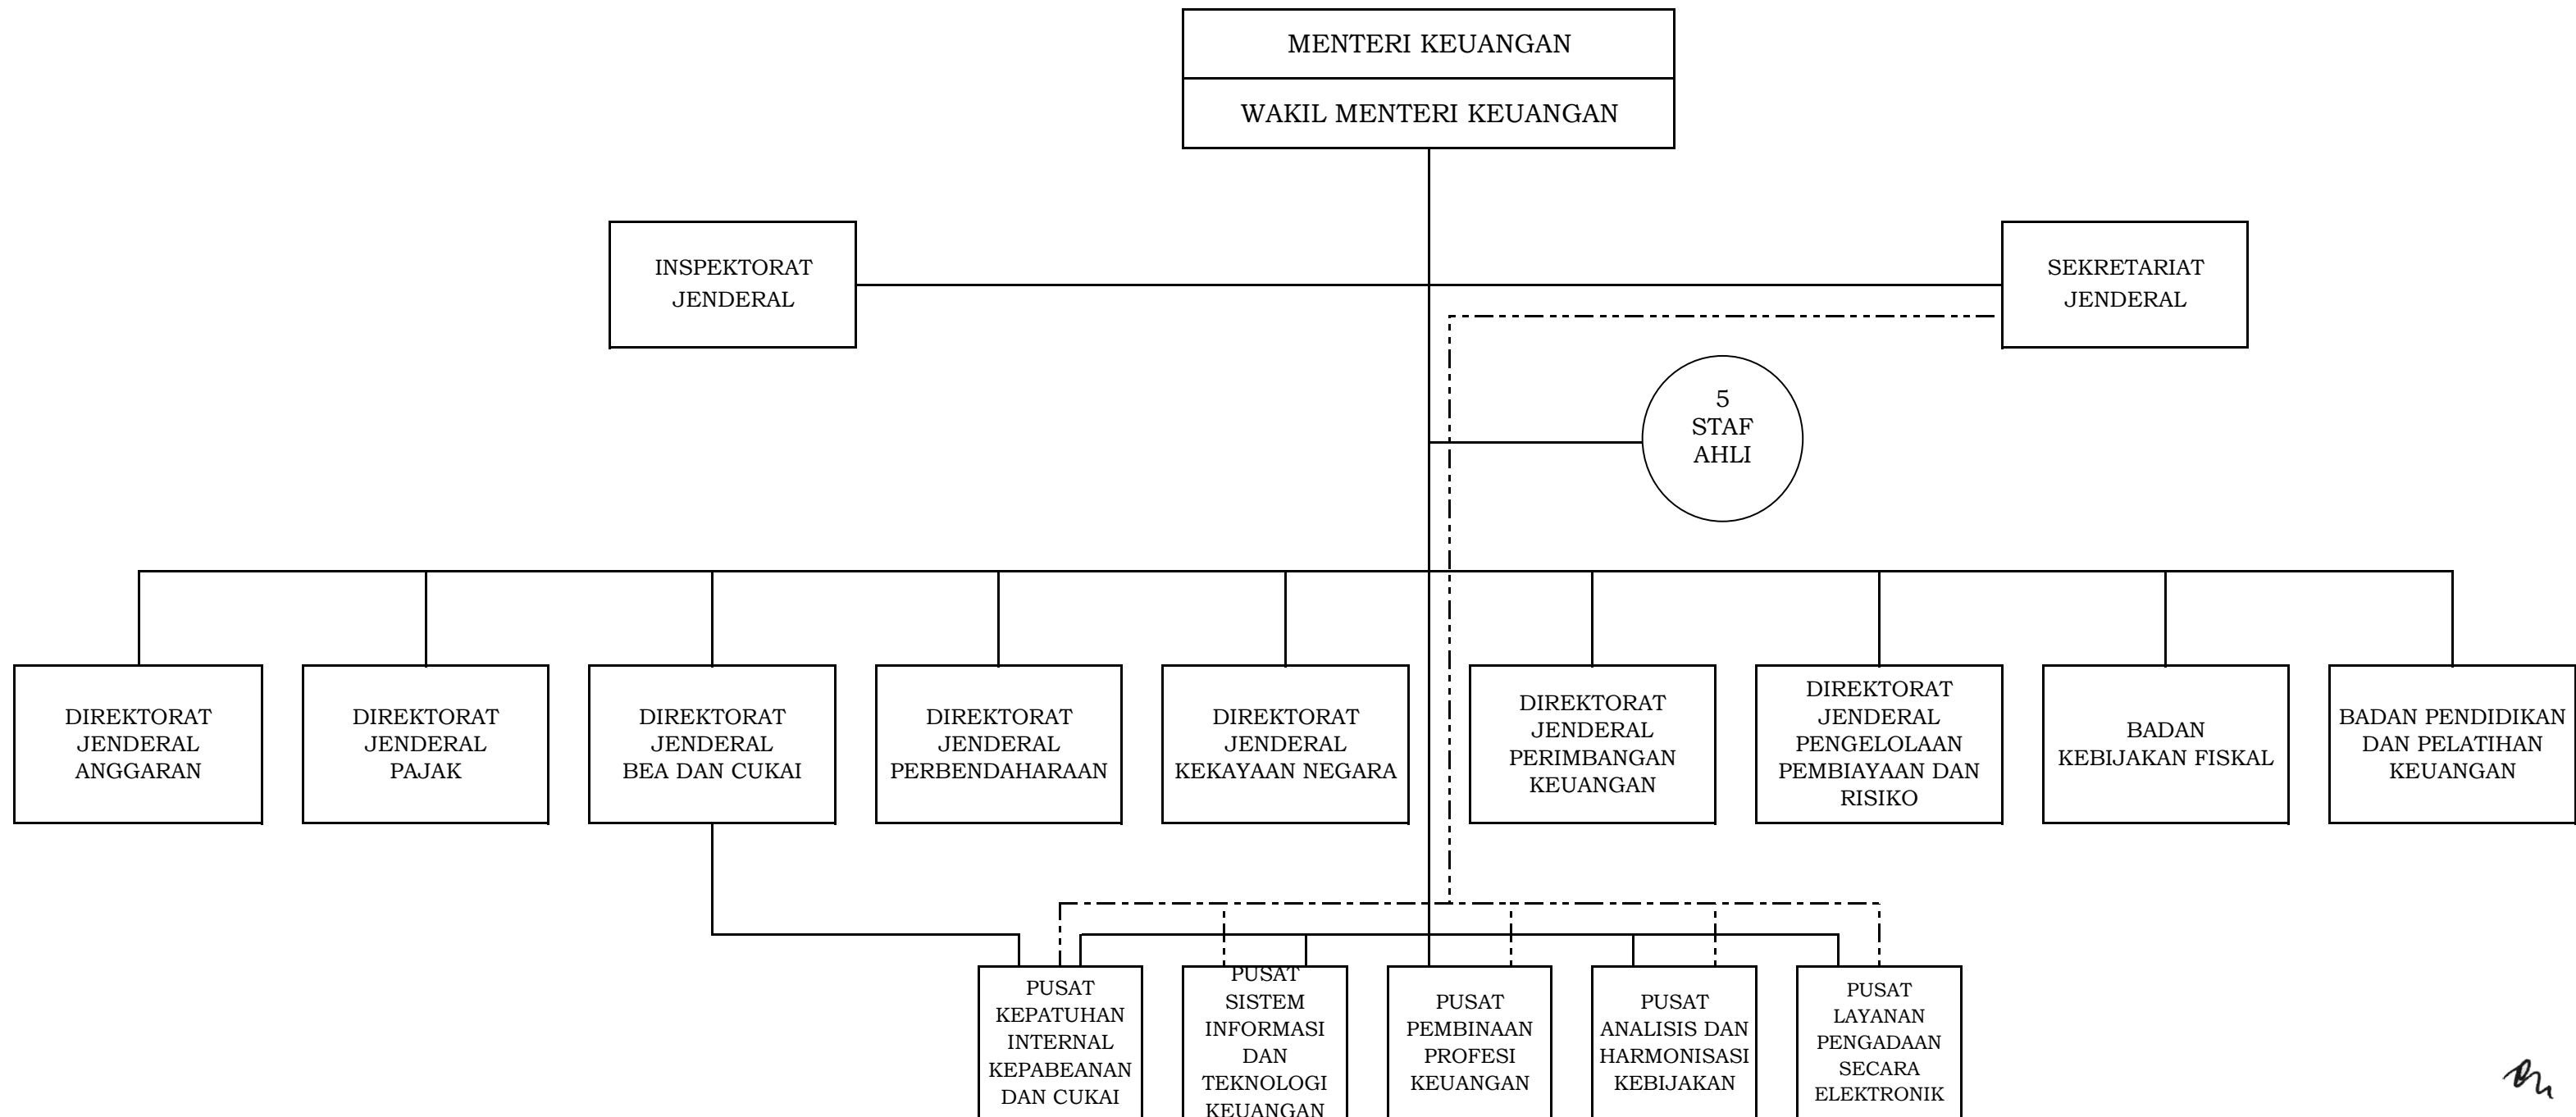 MENTERI KEUANGAN
WAKIL MENTERI KEUANGAN
INSPEKTORAT
JENDERAL
SEKRETARIAT
JENDERAL
5
STAF
AHLI
DIREKTORAT
JENDERAL
ANGGARAN
DIREKTORAT
JENDERAL
PAJAK
DIREKTORAT
JENDERAL
BEA DAN CUKAI
DIREKTORAT
JENDERAL
PERBENDAHARAAN
DIREKTORAT
JENDERAL
KEKAYAAN NEGARA
DIREKTORAT
JENDERAL
PERIMBANGAN
KEUANGAN
DIREKTORAT
JENDERAL
PENGELOLAAN
PEMBIAYAAN DAN
RISIKO
BADAN
KEBIJAKAN FISKAL
BADAN PENDIDIKAN
DAN PELATIHAN
KEUANGAN
PUSAT
KEPATUHAN
INTERNAL
KEPABEANAN
DAN CUKAI
PUSAT
SISTEM
INFORMASI
DAN
TEKNOLOGI
KEUANGAN
PUSAT
PEMBINAAN
PROFESI
KEUANGAN
PUSAT
ANALISIS DAN
HARMONISASI
KEBIJAKAN
PUSAT
LAYANAN
PENGADAAN
SECARA
ELEKTRONIK